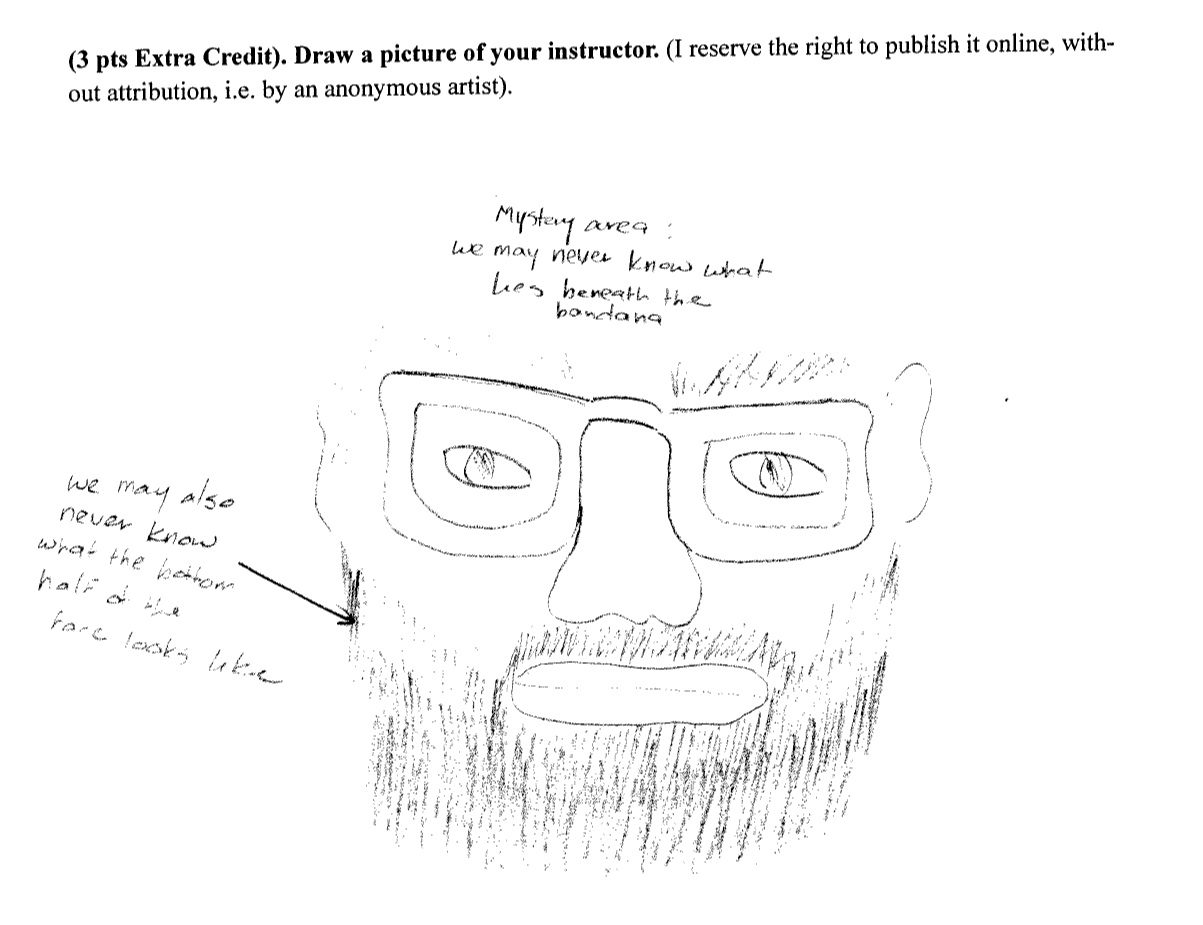 (3 pts Extra Credit). Draw a picture of your instructor. (I reserve the right to publish it online, with-
out attribution, i.e. by an anonymous artist).
Mystery area :
we may never know what
lies beneath the
bandana
we may also
never know
what the bottom
half of the
face looks like